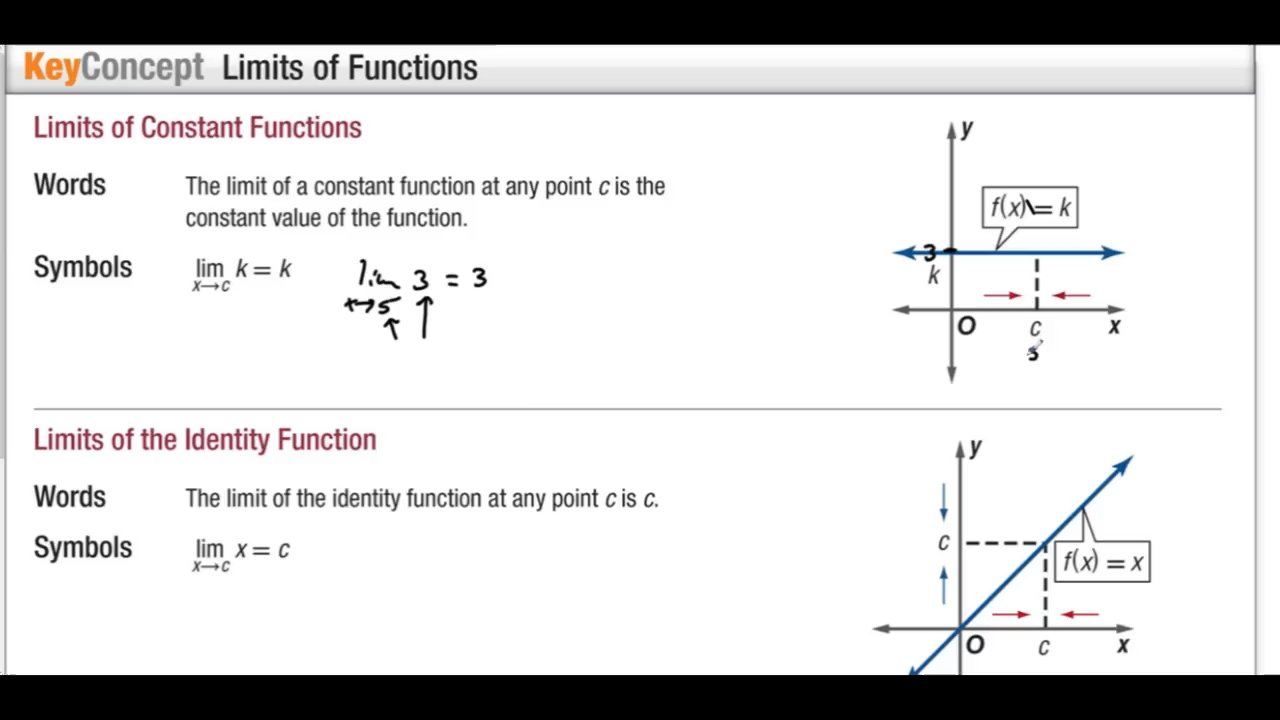 KeyConcept Limits of Functions
Limits of Constant Functions
Words The limit of a constant function at any point c is the
constant value of the function.
Symbols lim k = k
x→c
lim 3 = 3
x→5
y
f(x) = k
3
k
O
c
x
5
Limits of the Identity Function
Words The limit of the identity function at any point c is c.
Symbols lim x = c
x→c
y
c
f(x) = x
O
c
x